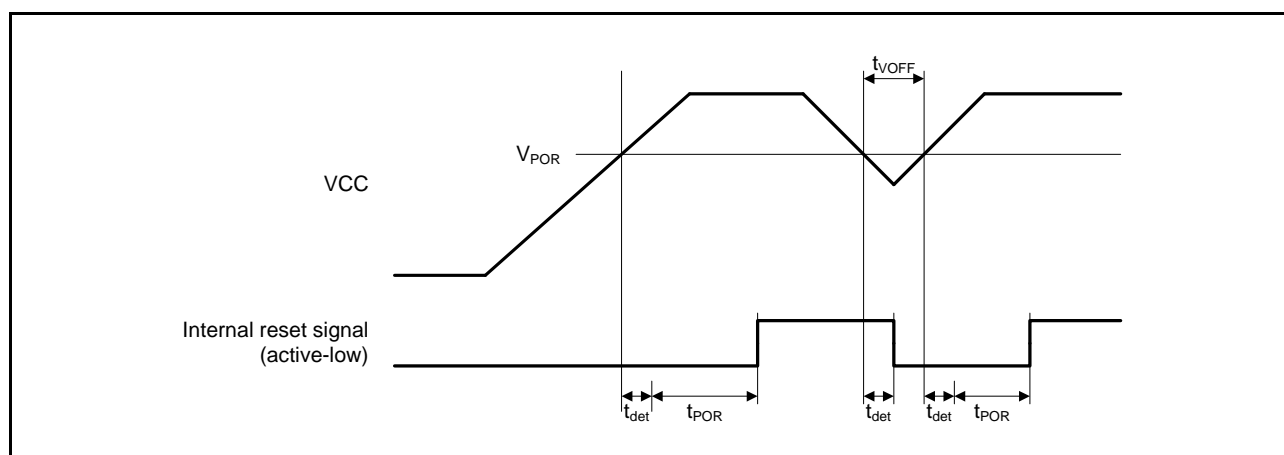 tVOFF
VPOR
VCC
Internal reset signal
(active-low)
tdet
tPOR
tdet
tdet
tPOR